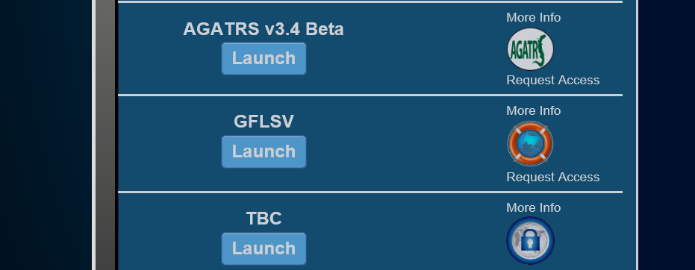 AGATRS v3.4 Beta
Launch
More Info
AGATRS
Request Access
GFLSV
Launch
More Info
Request Access
TBC
Launch
More Info